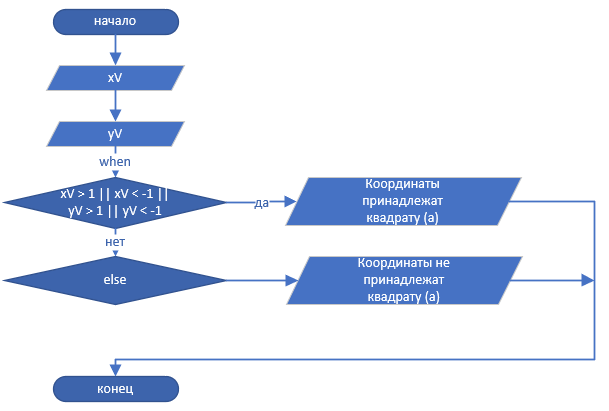 начало
xV
yV
when
xV > 1 || xV < -1 ||
yV > 1 || yV < -1
да
Координаты
принадлежат
квадрату (а)
нет
else
Координаты не
принадлежат
квадрату (а)
конец